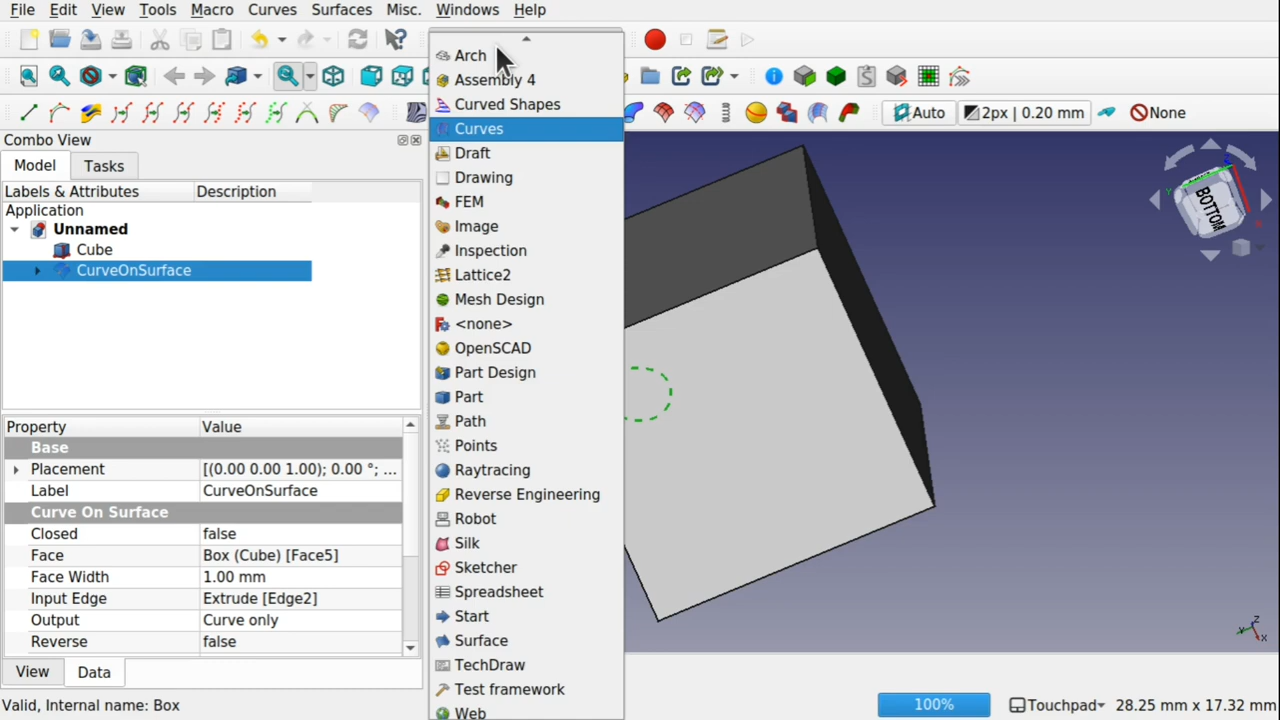 File Edit View Tools Macro Curves Surfaces Misc. Windows Help
Auto 2px | 0.20 mm None
Combo View
Model Tasks
Labels & Attributes Description
Application
Unnamed
Cube
CurveOnSurface
Property Value
Base
Placement [(0.00 0.00 1.00); 0.00 °; ...
Label CurveOnSurface
Curve On Surface
Closed false
Face Box (Cube) [Face5]
Face Width 1.00 mm
Input Edge Extrude [Edge2]
Output Curve only
Reverse false
View Data
Arch
Assembly 4
Curved Shapes
Curves
Draft
Drawing
FEM
Image
Inspection
Lattice2
Mesh Design
<none>
OpenSCAD
Part Design
Part
Path
Points
Raytracing
Reverse Engineering
Robot
Silk
Sketcher
Spreadsheet
Start
Surface
TechDraw
Test framework
Web
BOTTOM
Y
Z
X
Valid, Internal name: Box 100% Touchpad 28.25 mm x 17.32 mm